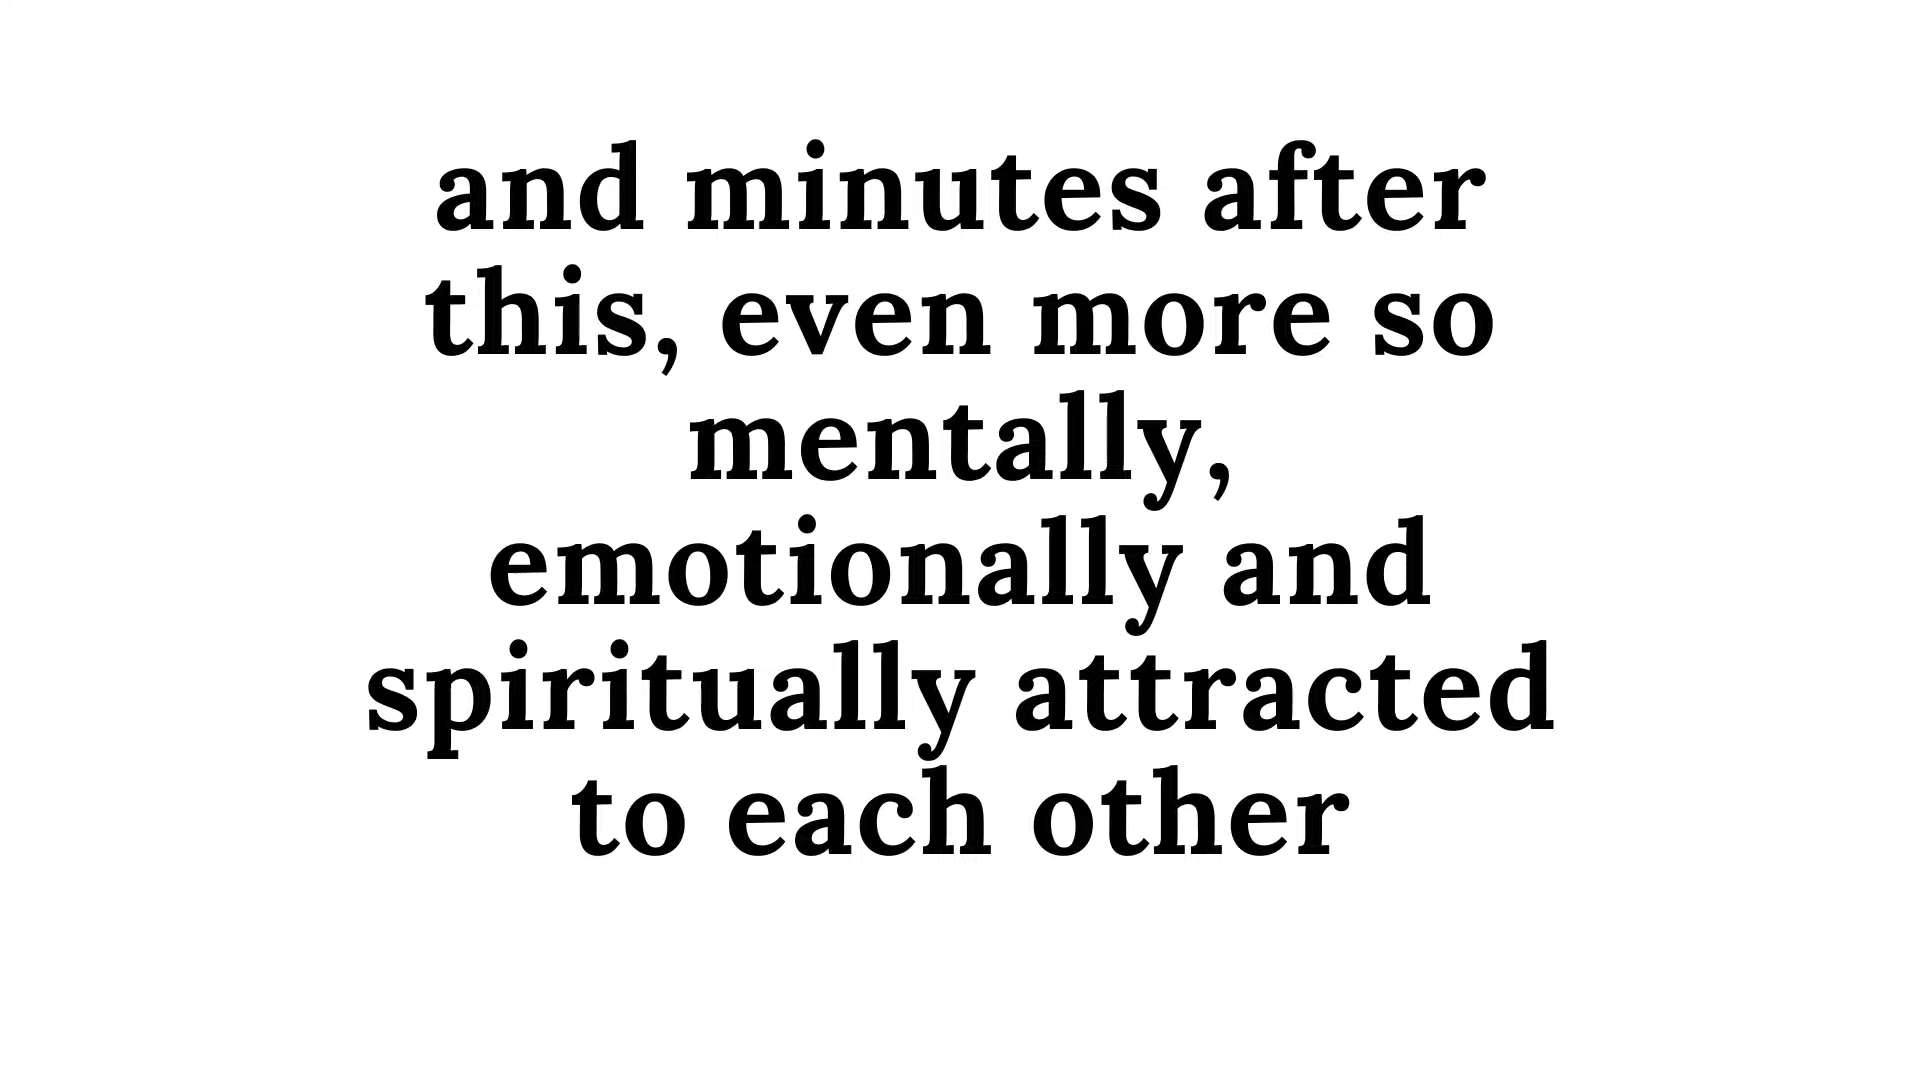 and minutes after
this, even more so
mentally,
emotionally and
spiritually attracted
to each other